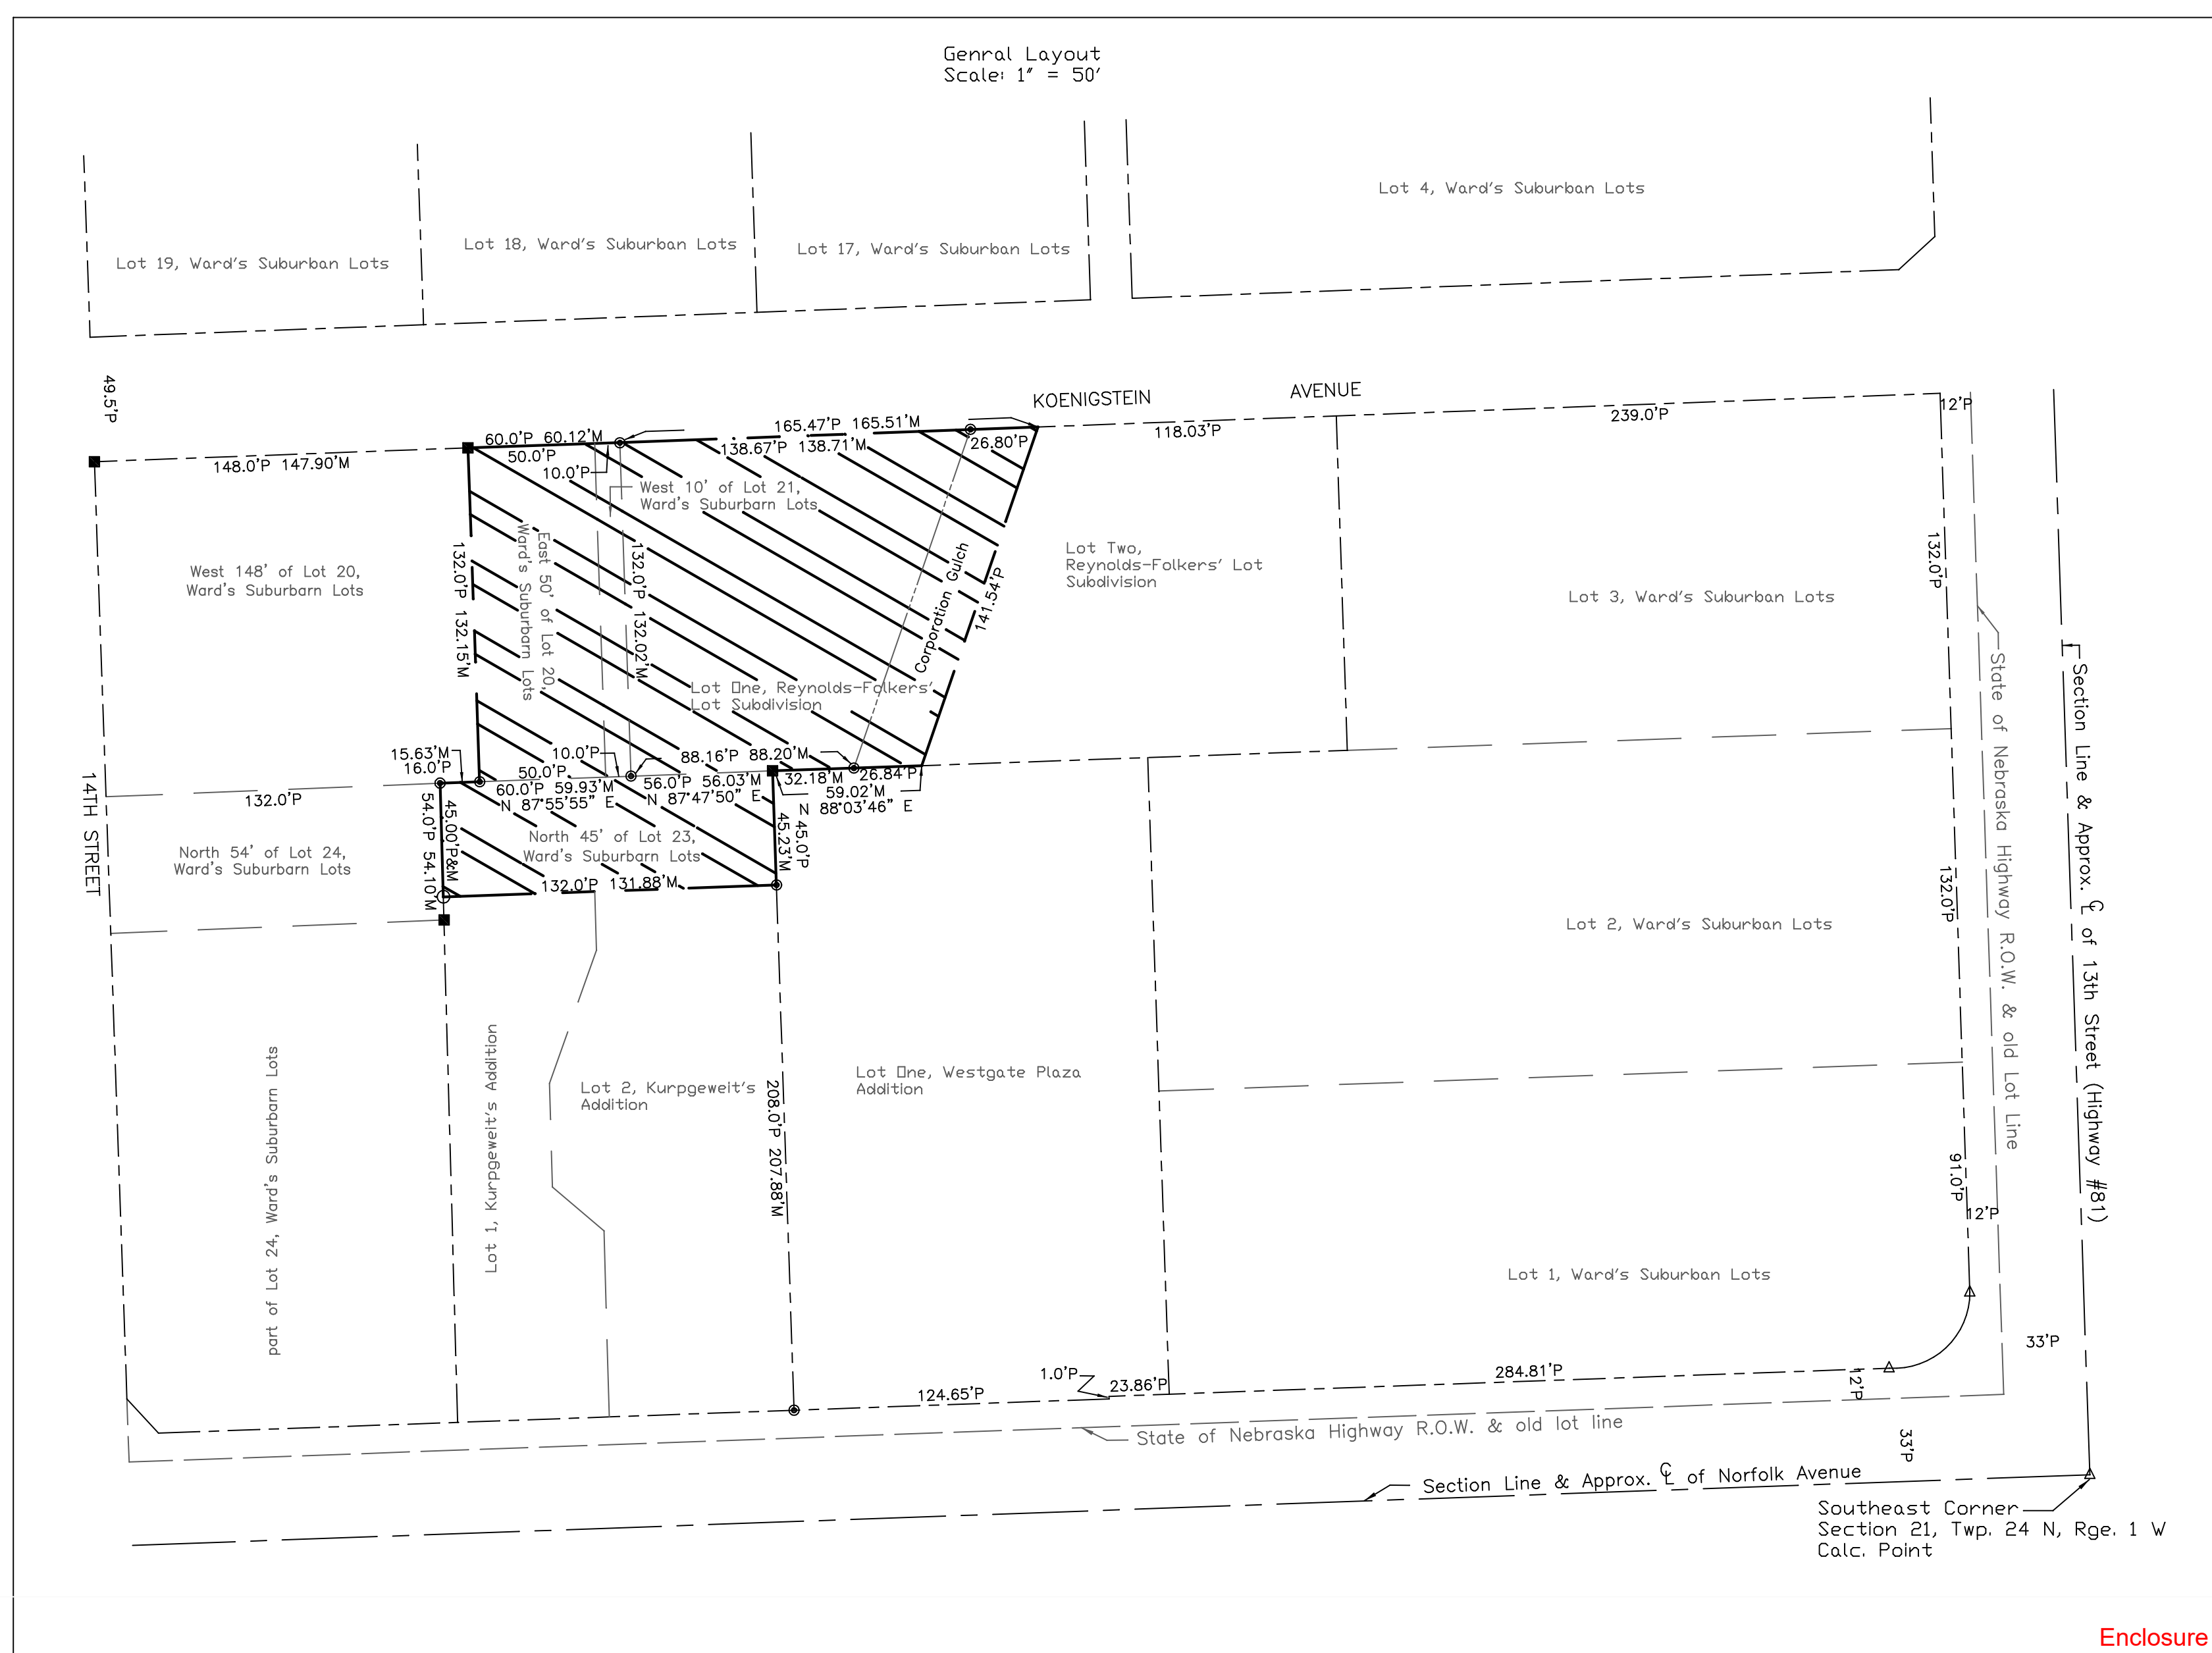 Genral Layout
Scale: 1" = 50'
Lot 4, Ward's Suburban Lots
Lot 18, Ward's Suburban Lots
Lot 17, Ward's Suburban Lots
Lot 19, Ward's Suburban Lots
49.5'P
KOENIGSTEIN AVENUE
12'P
239.0'P
118.03'P
165.47'P 165.51'M
60.0'P 60.12'M
138.67'P 138.71'M
26.80'P
50.0'P
10.0'P
148.0'P 147.90'M
West 10' of Lot 21,
Ward's Suburbarn Lots
East 50' of Lot 20,
Ward's Suburbarn Lots
132.0'P 132.15'M
132.0'P 132.02'M
Corporation Gulch
141.54'P
Lot Two,
Reynolds-Folkers' Lot
Subdivision
West 148' of Lot 20,
Ward's Suburban Lots
Lot 3, Ward's Suburban Lots
132.0'P
Lot One, Reynolds-Folkers'
Lot Subdivision
State of Nebraska Highway R.O.W. & old Lot Line
Section Line & Approx. ℄ of 13th Street (Highway #81)
15.63'M
16.0'P
10.0'P
88.16'P 88.20'M
50.0'P
60.0'P 59.93'M
56.0'P 56.03'M
32.18'M
26.84'P
59.02'M
N 87°55'55" E
N 87°47'50" E
N 88°03'46" E
132.0'P
14TH STREET
54.0'P 54.10'M
45.00'P&M
45.0'P
45.23'M
North 54' of Lot 24,
Ward's Suburban Lots
North 45' of Lot 23,
Ward's Suburban Lots
132.0'P 131.88'M
132.0'P
Lot 2, Ward's Suburban Lots
part of Lot 24, Ward's Suburban Lots
Lot 1, Kurpgeweit's Addition
Lot 2, Kurpgeweit's
Addition
208.0'P 207.88'M
Lot One, Westgate Plaza
Addition
91.0'P
12'P
Lot 1, Ward's Suburban Lots
33'P
1.0'P
23.86'P
124.65'P
284.81'P
12'P
State of Nebraska Highway R.O.W. & old lot line
33'P
Section Line & Approx. ℄ of Norfolk Avenue
Southeast Corner
Section 21, Twp. 24 N, Rge. 1 W
Calc. Point
Enclosure